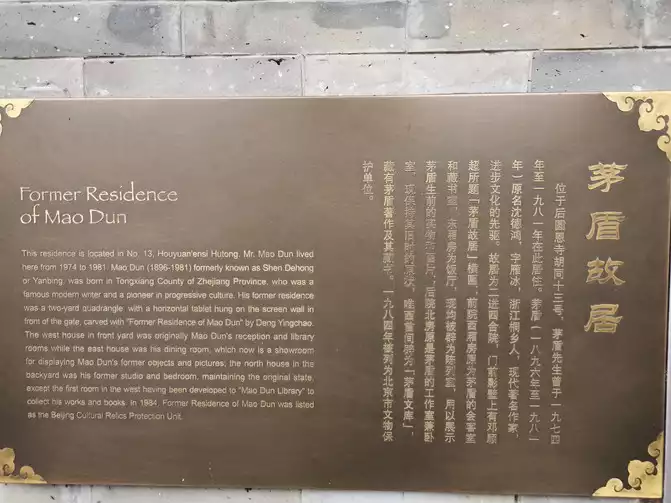 Former Residence
of Mao Dun
This residence is located in No. 13, Houyuan'ensi Hutong. Mr. Mao Dun lived
here from 1974 to 1981. Mao Dun (1896-1981) formerly known as Shen Dehong
or Yanbing, was born in Tongxiang County of Zhejiang Province, who was a
famous modern writer and a pioneer in progressive culture. His former residence
was a two-yard quadrangle, with a horizontal tablet hung on the screen wall in
front of the gate, carved with "Former Residence of Mao Dun" by Deng Yingchao.
The west house in front yard was originally Mao Dun's reception and library
rooms while the east house was his dining room, which now is a showroom
for displaying Mao Dun's former objects and pictures; the north house in the
backyard was his former studio and bedroom, maintaining the original state,
except the first room in the west having been developed to "Mao Dun Library" to
collect his works and books. In 1984, Former Residence of Mao Dun was listed
as the Beijing Cultural Relics Protection Unit.
茅盾故居
位于后圆恩寺胡同十三号，茅盾先生曾于一九七四
年至一九八一年在此居住。茅盾（一八九六年至一九八一
年）原名沈德鸿，字雁冰，浙江桐乡人，现代著名作家，
进步文化的先驱。故居为二进四合院，门前影壁上有邓颖
超所题「茅盾故居」横匾，前院西厢房原为茅盾的会客室
和藏书室，东厢房为饭厅，现均被辟为陈列室，用以展示
茅盾生前的实物和图片，后院北房原是茅盾的工作室兼卧
室，现保持其旧时的原状，唯西首间辟为「茅盾文库」，
藏有茅盾著作及其藏书。一九八四年被列为北京市文物保
护单位。